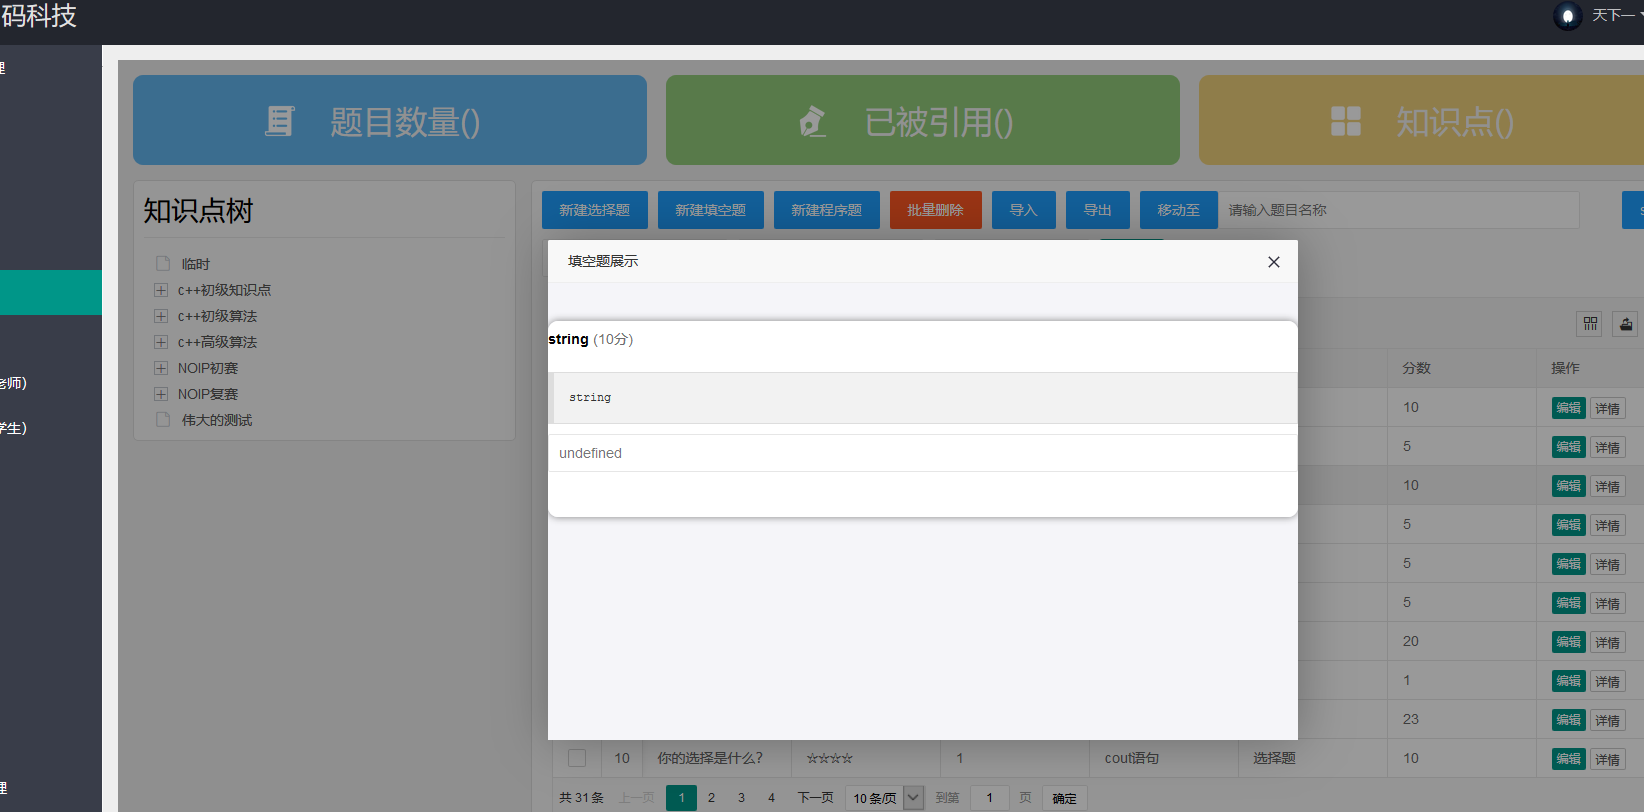 码科技
天下一
理
老师)
学生)
理
题目数量()
已被引用()
知识点()
知识点树
临时
c++初级知识点
c++初级算法
c++高级算法
NOIP初赛
NOIP复赛
伟大的测试
新建选择题 新建填空题 新建程序题 批量删除 导入 导出 移动至 请输入题目名称
填空题展示
string (10分)
string
undefined
分数 操作
10 编辑 详情
5 编辑 详情
10 编辑 详情
5 编辑 详情
5 编辑 详情
5 编辑 详情
20 编辑 详情
1 编辑 详情
23 编辑 详情
10 你的选择是什么? ☆☆☆☆ 1 cout语句 选择题 10 编辑 详情
共 31 条 上一页 1 2 3 4 下一页 10 条/页 到第 1 页 确定